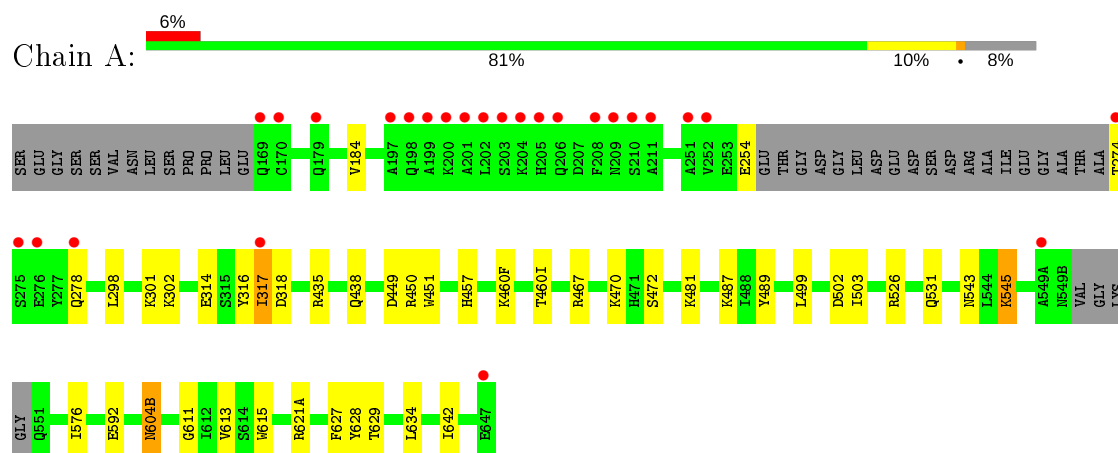 6%
Chain A:
81% 10% • 8%
SER GLU GLY SER SER VAL ASN LEU SER PRO PRO LEU GLU Q169 C170 Q179 V184 A197 Q198 A199 K200 A201 L202 S203 K204 H205 Q206 D207 F208 N209 S210 A211 A251 V252 E253 E254 GLU THR GLY ASP GLY LEU ASP GLU ASP SER ASP ARG ALA ILE GLU GLY ALA THR ALA T274
S275 E276 Y277 Q278 L298 K301 K302 E314 S315 Y316 I317 D318 R435 Q438 D449 R450 W451 H457 K460F T460I R467 K470 H471 S472 K481 K487 I488 Y489 L499 D502 I503 R526 Q531 N543 L544 K545 A549A N549B VAL GLY LYS
GLY Q551 I576 E592 N604B G611 I612 V613 S614 W615 R621A F627 Y628 T629 L634 I642 E647